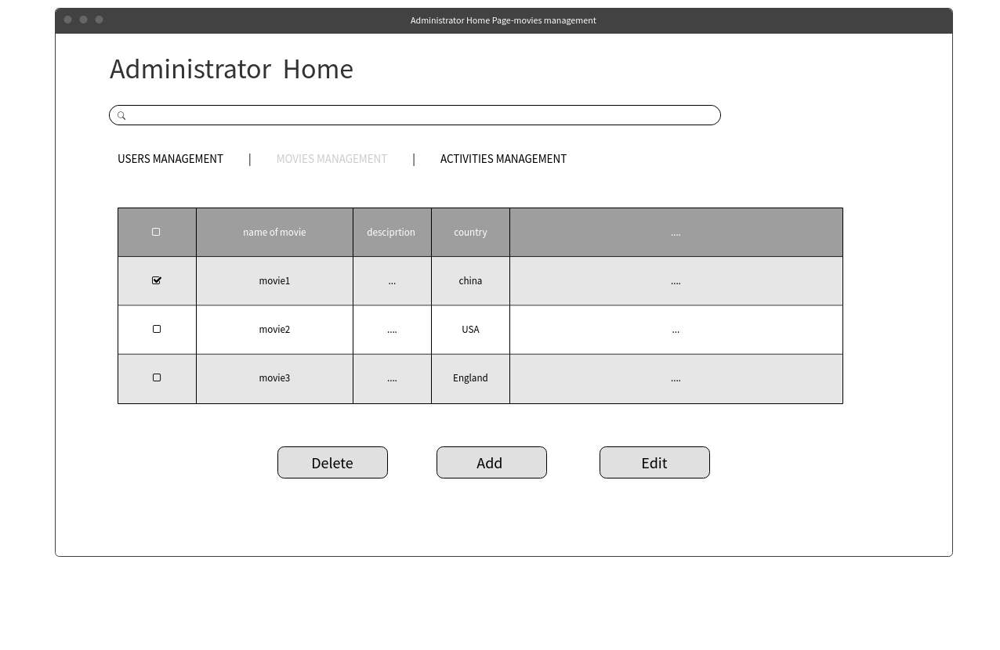 Administrator Home Page-movies management
Administrator Home
USERS MANAGEMENT | MOVIES MANAGEMENT | ACTIVITIES MANAGEMENT
name of movie desciprtion country ....
movie1 ... china ....
movie2 .... USA ...
movie3 .... England ....
Delete Add Edit